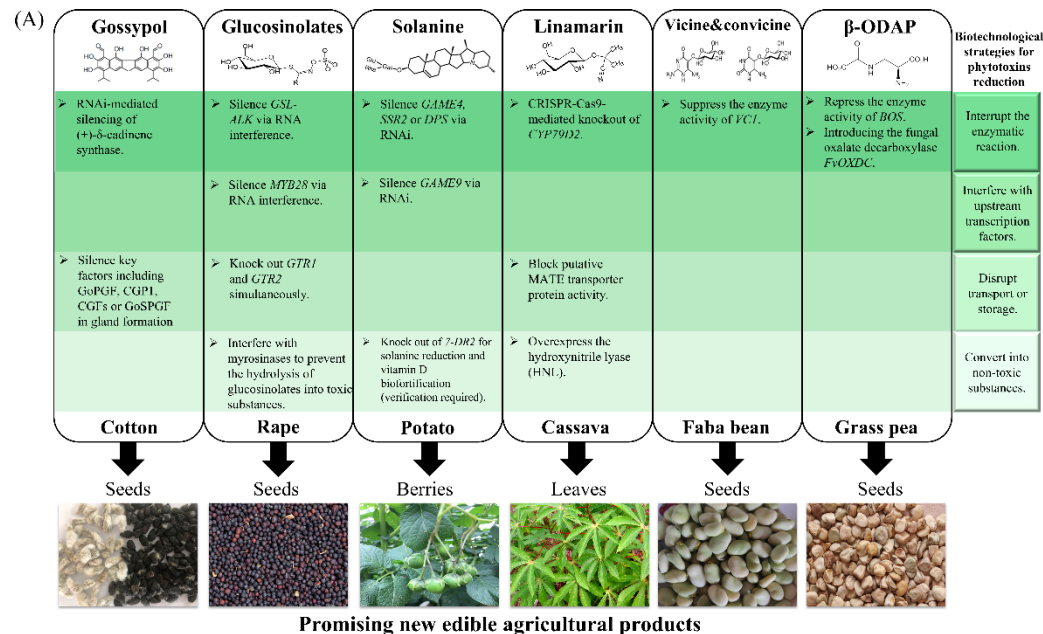 (A)
Gossypol
Glucosinolates
Solanine
Linamarin
Vicine&convicine
β-ODAP
Biotechnological
strategies for
phytotoxins
reduction
➢ RNAi-mediated
silencing of
(+)-δ-cadinene
synthase.
➢ Silence GSL-
ALK via RNA
interference.
➢ Silence GAME4,
SSR2 or DPS via
RNAi.
➢ CRISPR-Cas9-
mediated knockout of
CYP79D2.
➢ Suppress the enzyme
activity of VC1.
➢ Repress the enzyme
activity of BOS.
➢ Introducing the fungal
oxalate decarboxylase
FvOXDC.
Interrupt the
enzymatic
reaction.
➢ Silence MYB28 via
RNA interference.
➢ Silence GAME9 via
RNAi.
Interfere with
upstream
transcription
factors.
➢ Silence key
factors including
GoPGF, CGP1,
CGFs or GoSPGF
in gland formation
➢ Knock out GTR1
and GTR2
simultaneously.
➢ Block putative
MATE transporter
protein activity.
Disrupt
transport or
storage.
➢ Interfere with
myrosinases to prevent
the hydrolysis of
glucosinolates into toxic
substances.
➢ Knock out of 7-DR2 for
solanine reduction and
vitamin D
biofortification
(verification required).
➢ Overexpress the
hydroxynitrile lyase
(HNL).
Convert into
non-toxic
substances.
Cotton
Rape
Potato
Cassava
Faba bean
Grass pea
Seeds
Seeds
Berries
Leaves
Seeds
Seeds
Promising new edible agricultural products